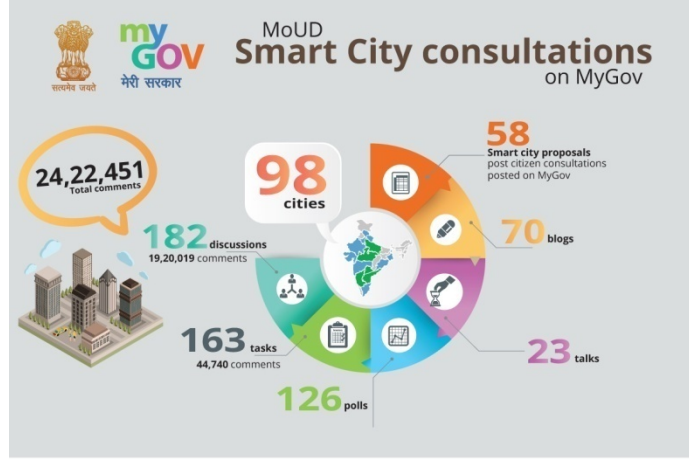 MoUD
Smart City consultations
on MyGov
सत्यमेव जयते
my
GOV
मेरी सरकार
24,22,451
Total comments
98
cities
58
Smart city proposals
post citizen consultations
posted on MyGov
70 blogs
23 talks
126 polls
163 tasks
44,740 comments
182 discussions
19,20,019 comments